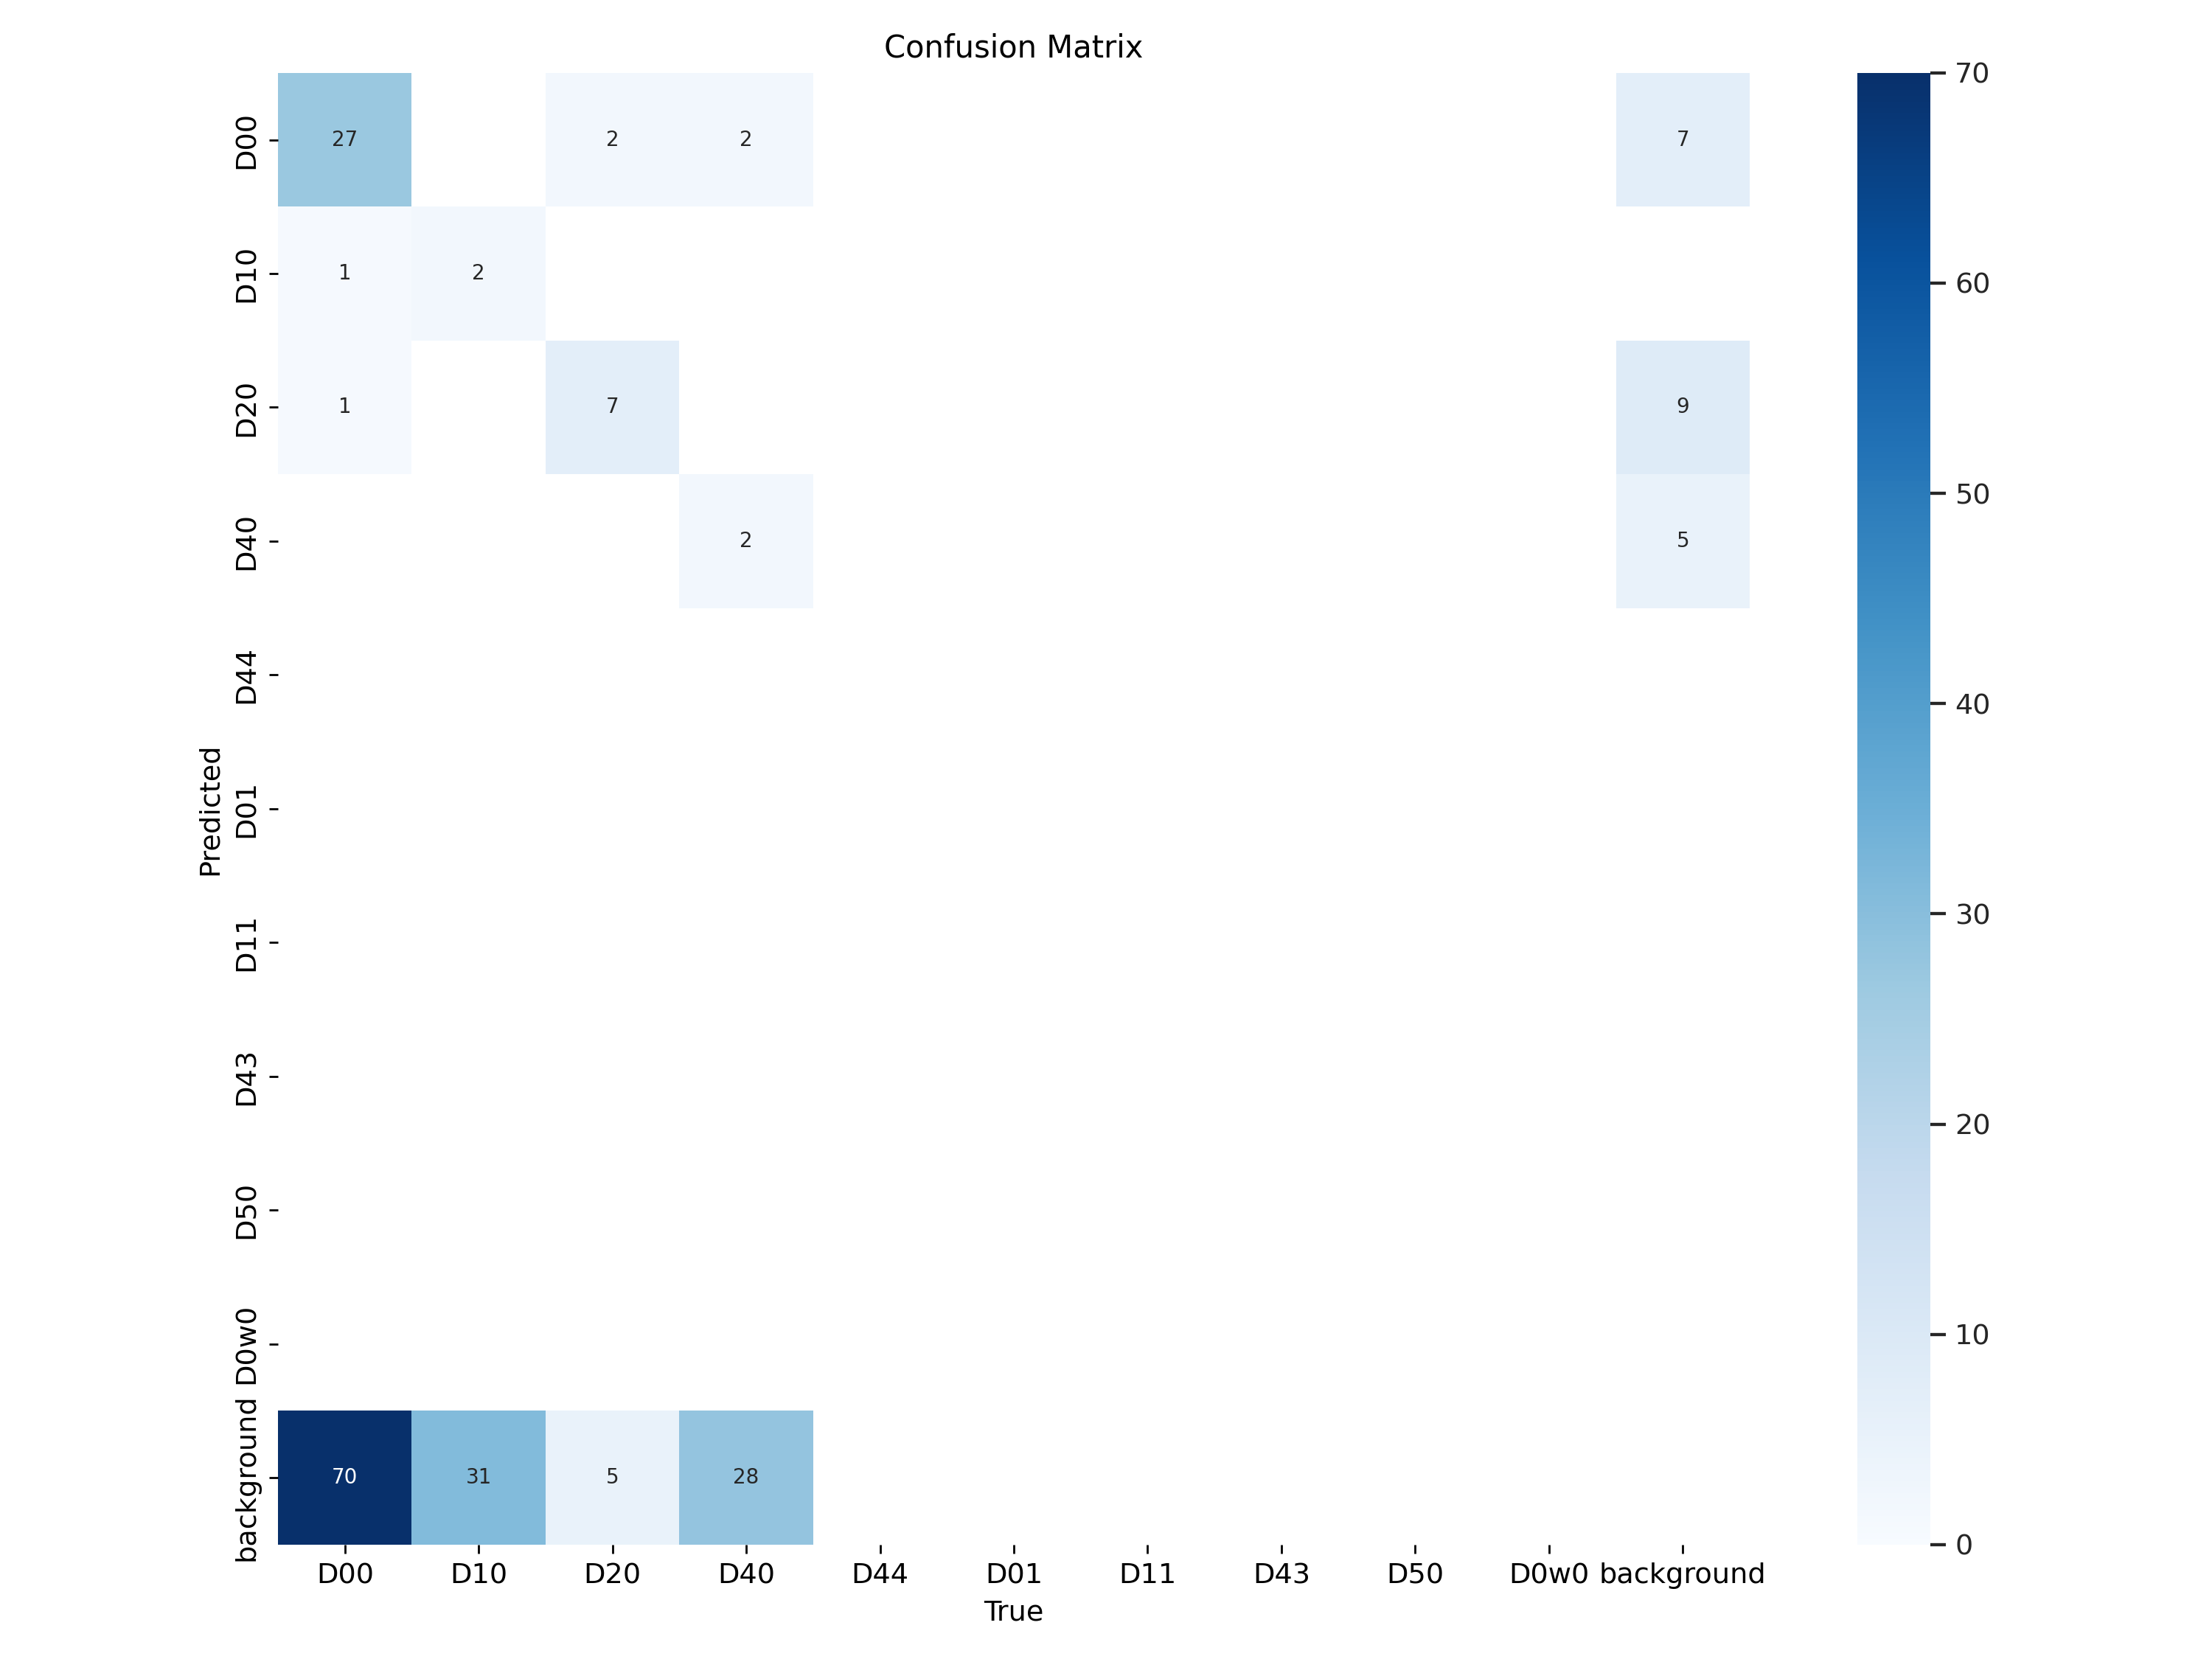 Confusion Matrix
D00 27 2 2 7
D10 1 2
D20 1 7 9
D40 2 5
D44
D01
D11
D43
D50
D0w0
background 70 31 5 28
D00 D10 D20 D40 D44 D01 D11 D43 D50 D0w0 background
True
Predicted
70
60
50
40
30
20
10
0